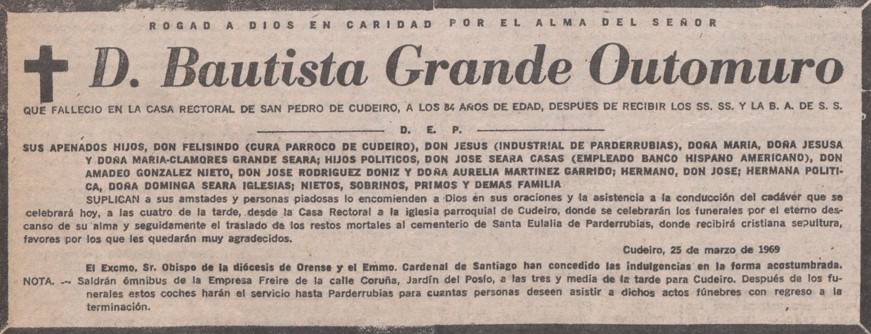 ROGAD A DIOS EN CARIDAD POR EL ALMA DEL SEÑOR
D. Bautista Grande Outomuro
QUE FALLECIO EN LA CASA RECTORAL DE SAN PEDRO DE CUDEIRO, A LOS 84 AÑOS DE EDAD, DESPUES DE RECIBIR LOS SS. SS. Y LA B. A. DE S. S.
D. E. P.
SUS APENADOS HIJOS, DON FELISINDO (CURA PARROCO DE CUDEIRO), DON JESUS (INDUSTRIAL DE PARDERRUBIAS), DOÑA MARIA, DOÑA JESUSA
Y DOÑA MARIA-CLAMORES GRANDE SEARA; HIJOS POLITICOS, DON JOSE SEARA CASAS (EMPLEADO BANCO HISPANO AMERICANO), DON
AMADEO GONZALEZ NIETO, DON JOSE RODRIGUEZ DONIZ Y DOÑA AURELIA MARTINEZ GARRIDO; HERMANO, DON JOSE; HERMANA POLITI-
CA, DOÑA DOMINGA SEARA IGLESIAS; NIETOS, SOBRINOS, PRIMOS Y DEMAS FAMILIA
SUPLICAN a sus amstades y personas piadosas lo encomienden a Dios en sus oraciones y la asistencia a la conducción del cadáver que se
celebrará hoy, a las cuatro de la tarde, desde la Casa Rectoral a la iglesia parroquial de Cudeiro, donde se celebrarán los funerales por el eterno des-
canso de su alma y seguidamente el traslado de los restos mortales al cementerio de Santa Eulalia de Parderrubias, donde recibirá cristiana sepultura,
favores por los que les quedarán muy agradecidos.
Cudeiro, 25 de marzo de 1969
El Excmo. Sr. Obispo de la diócesis de Orense y el Emmo. Cardenal de Santiago han concedido las indulgencias en la forma acostumbrada.
NOTA. — Saldrán ómnibus de la Empresa Freire de la calle Coruña, Jardín del Posío, a las tres y media de la tarde para Cudeiro. Después de los fu-
nerales estos coches harán el servicio hasta Parderrubias para cuantas personas deseen asistir a dichos actos fúnebres con regreso a la
terminación.